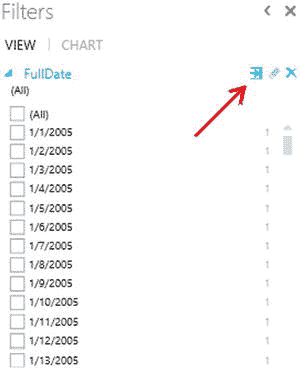 Filters
VIEW | CHART
FullDate
(All)
(All)
1/1/2005 1
1/2/2005 1
1/3/2005 1
1/4/2005 1
1/5/2005 1
1/6/2005 1
1/7/2005 1
1/8/2005 1
1/9/2005 1
1/10/2005 1
1/11/2005 1
1/12/2005 1
1/13/2005 1